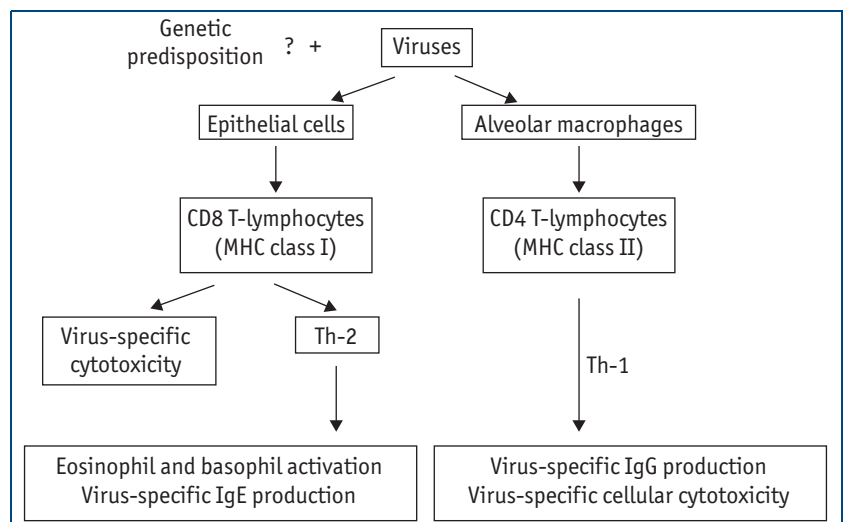 Genetic
predisposition
? +
Viruses
Epithelial cells
Alveolar macrophages
CD8 T-lymphocytes
(MHC class I)
CD4 T-lymphocytes
(MHC class II)
Virus-specific
cytotoxicity
Th-2
Th-1
Eosinophil and basophil activation
Virus-specific IgE production
Virus-specific IgG production
Virus-specific cellular cytotoxicity